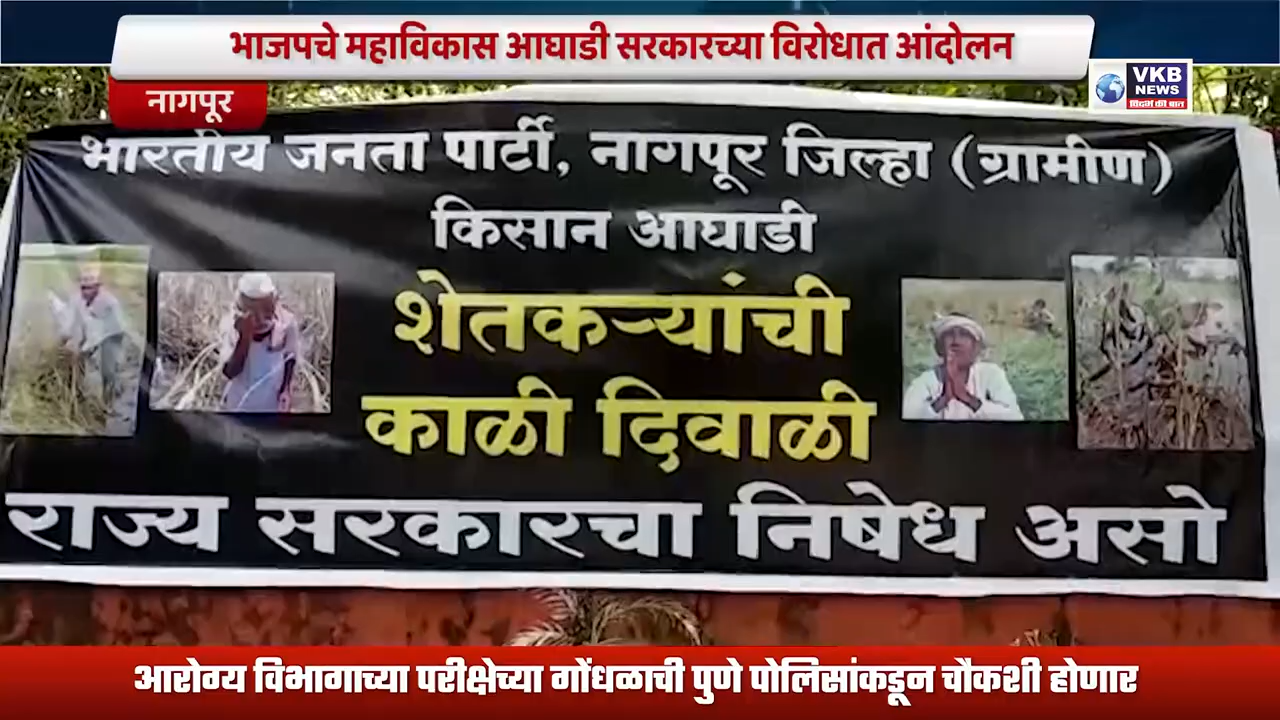 भाजपचे महाविकास आघाडी सरकारच्या विरोधात आंदोलन
नागपूर
VKB
NEWS
विदर्भ की बात
भारतीय जनता पार्टी, नागपूर जिल्हा (ग्रामीण)
किसान आघाडी
शेतकऱ्यांची
काळी दिवाळी
राज्य सरकारचा निषेध असो
आरोग्य विभागाच्या परीक्षेच्या गोंधळाची पुणे पोलिसांकडून चौकशी होणार